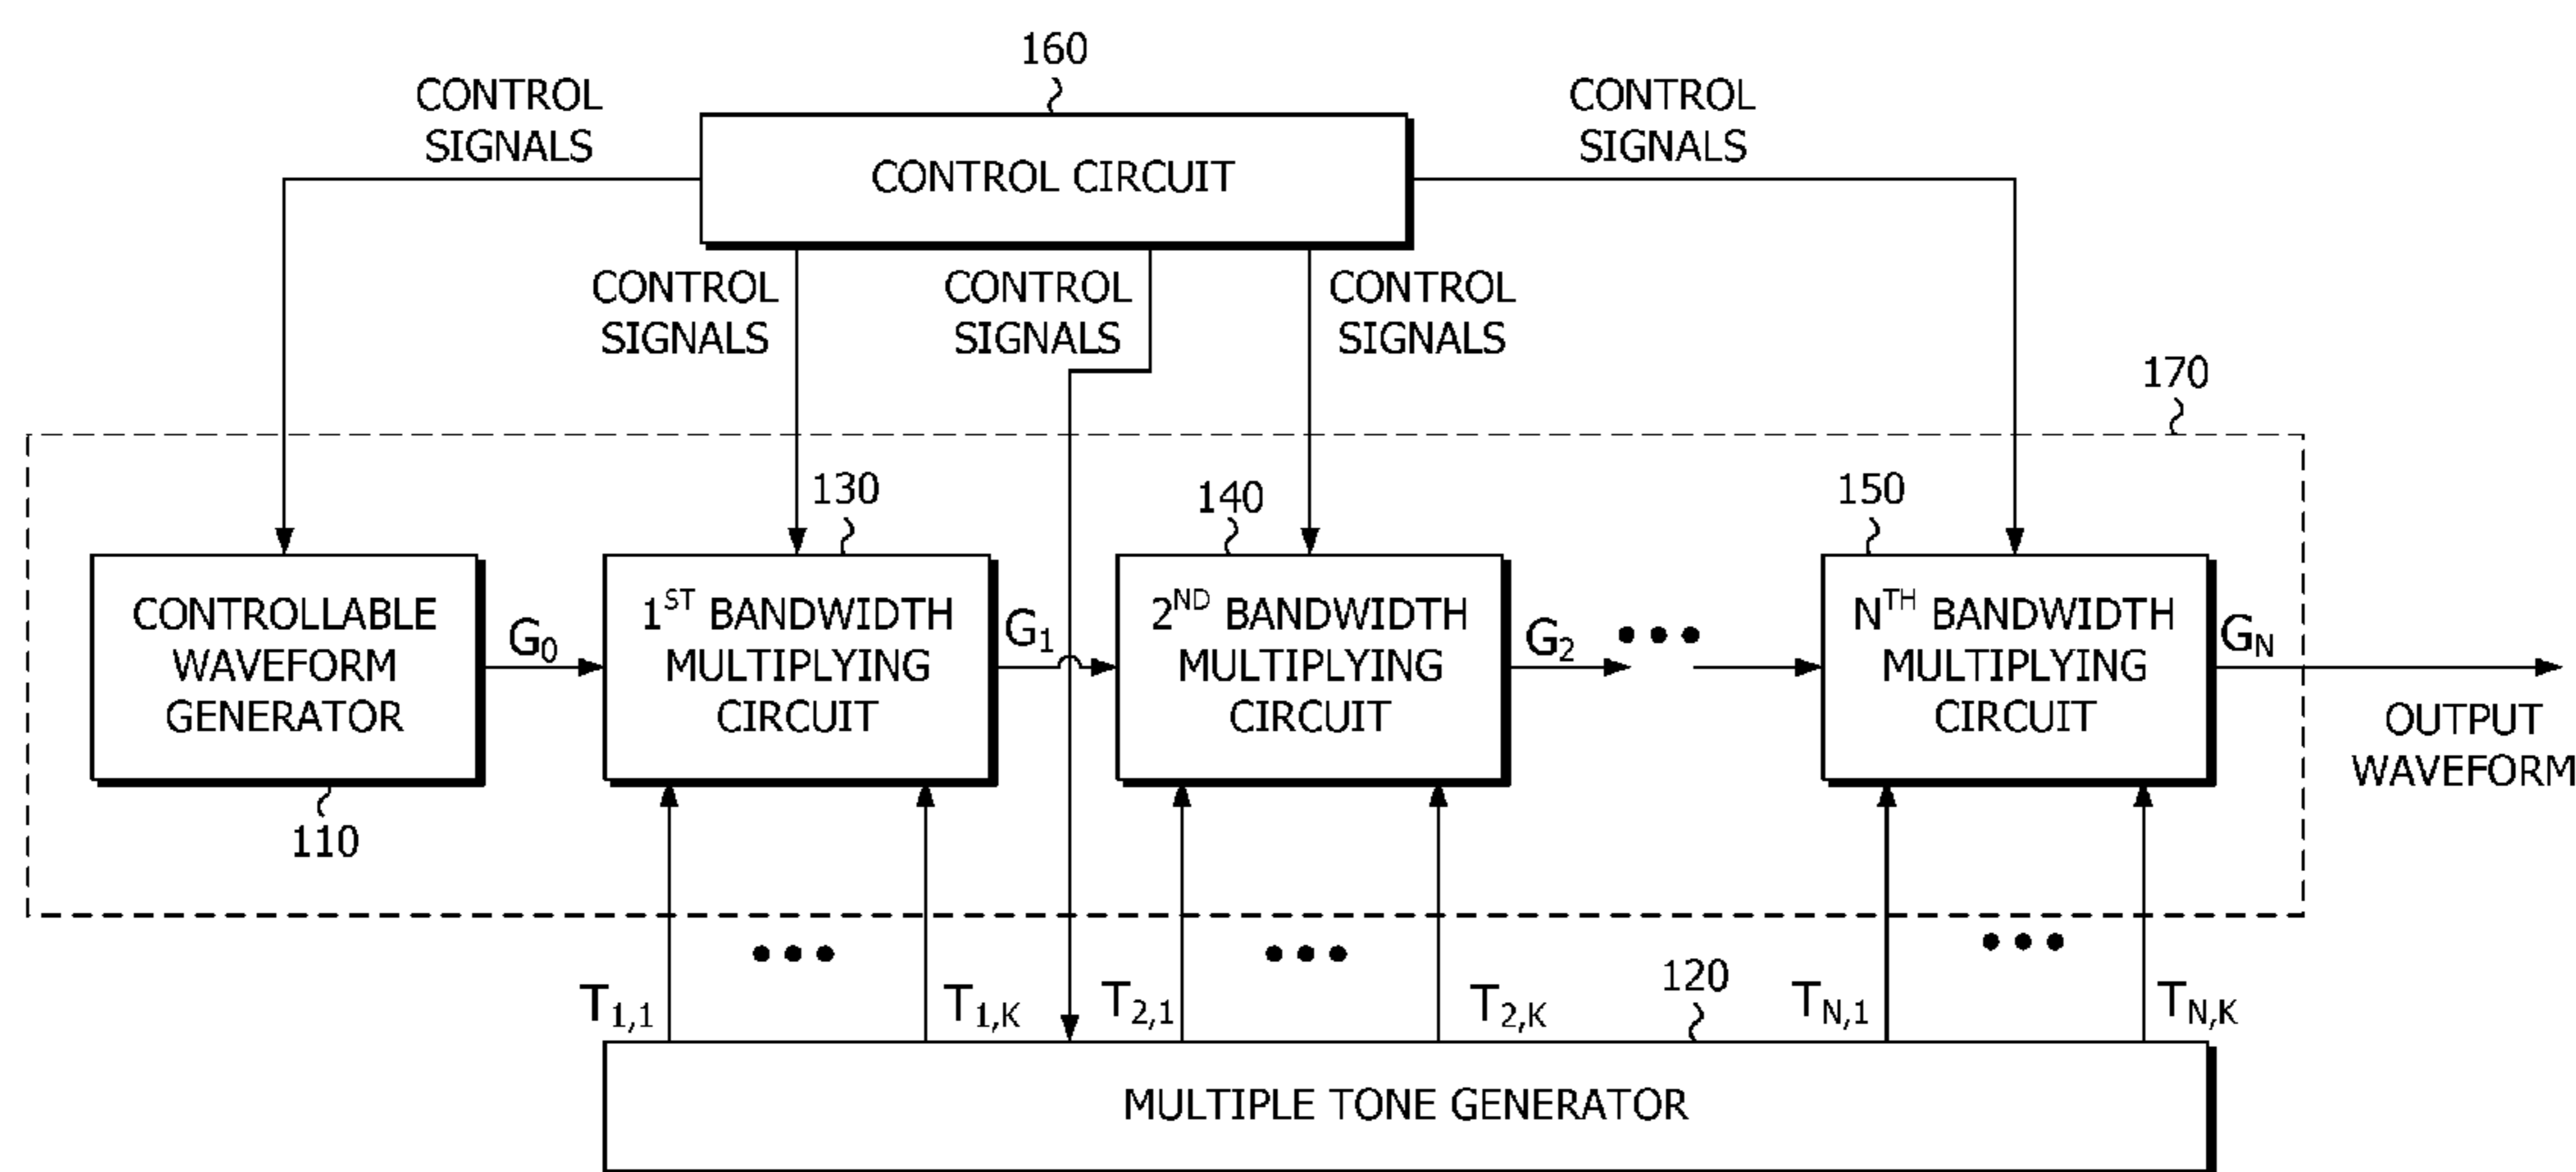 160
CONTROL
SIGNALS
CONTROL
SIGNALS
CONTROL CIRCUIT
CONTROL
SIGNALS
CONTROL
SIGNALS
CONTROL
SIGNALS
170
130
140
150
CONTROLLABLE
WAVEFORM
GENERATOR
G0
1ST BANDWIDTH
MULTIPLYING
CIRCUIT
G1
2ND BANDWIDTH
MULTIPLYING
CIRCUIT
G2
NTH BANDWIDTH
MULTIPLYING
CIRCUIT
GN
OUTPUT
WAVEFORM
110
120
T1,1
T1,K
T2,1
T2,K
TN,1
TN,K
MULTIPLE TONE GENERATOR